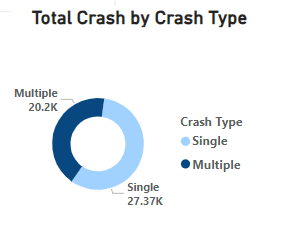 Total Crash by Crash Type
Multiple
20.2K
Crash Type
Single
Multiple
Single
27.37K